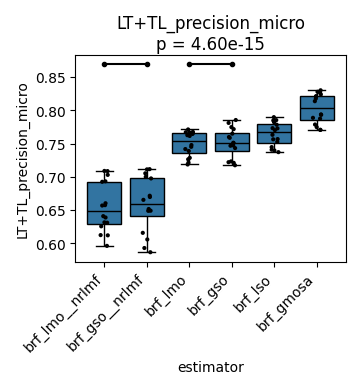 LT+TL_precision_micro
p = 4.60e-15
LT+TL_precision_micro
0.85
0.80
0.75
0.70
0.65
0.60
brf_lmo__nrlmf
brf_gso__nrlmf
brf_lmo
brf_gso
brf_lso
brf_gmosa
estimator